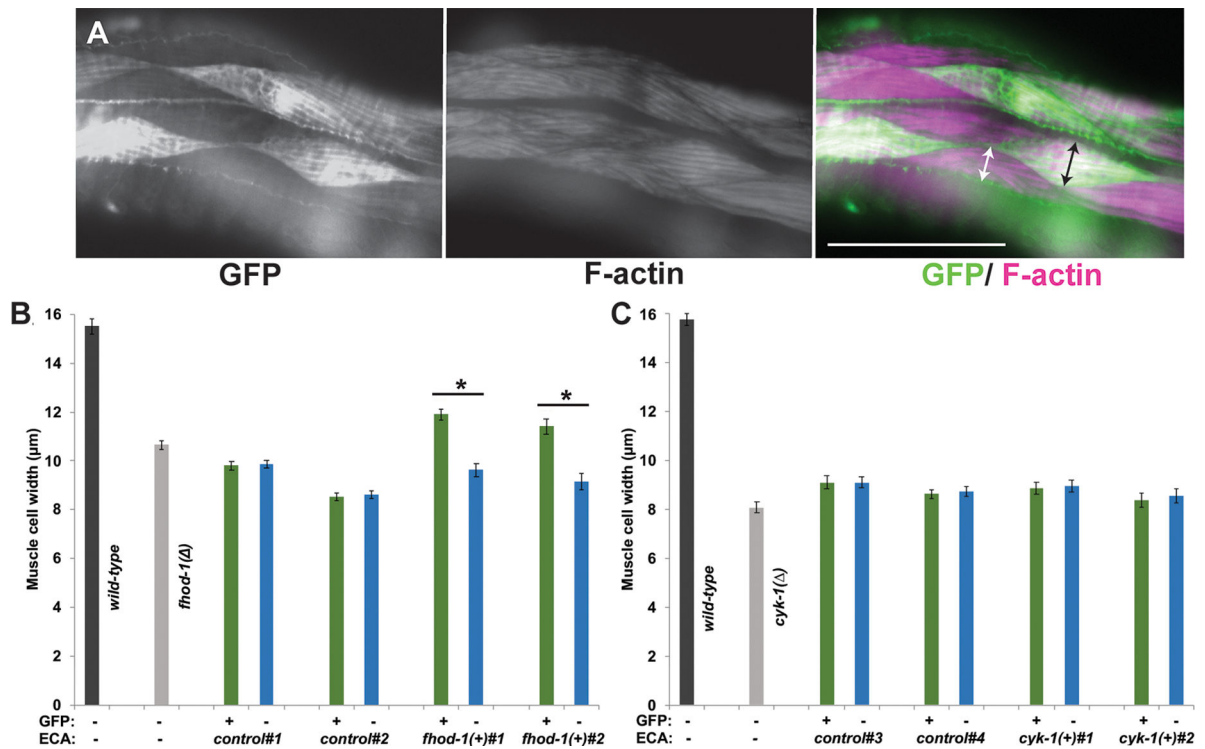 A
GFP
F-actin
GFP/ F-actin
B
16
14
12
10
8
6
4
2
0
Muscle cell width (µm)
wild-type
fhod-1(Δ)
*
*
GFP: - - + - + - + - + -
ECA: - - control#1 control#2 fhod-1(+)#1 fhod-1(+)#2
C
16
14
12
10
8
6
4
2
0
Muscle cell width (µm)
wild-type
cyk-1(Δ)
GFP: - - + - + - + - + -
ECA: - - control#3 control#4 cyk-1(+)#1 cyk-1(+)#2